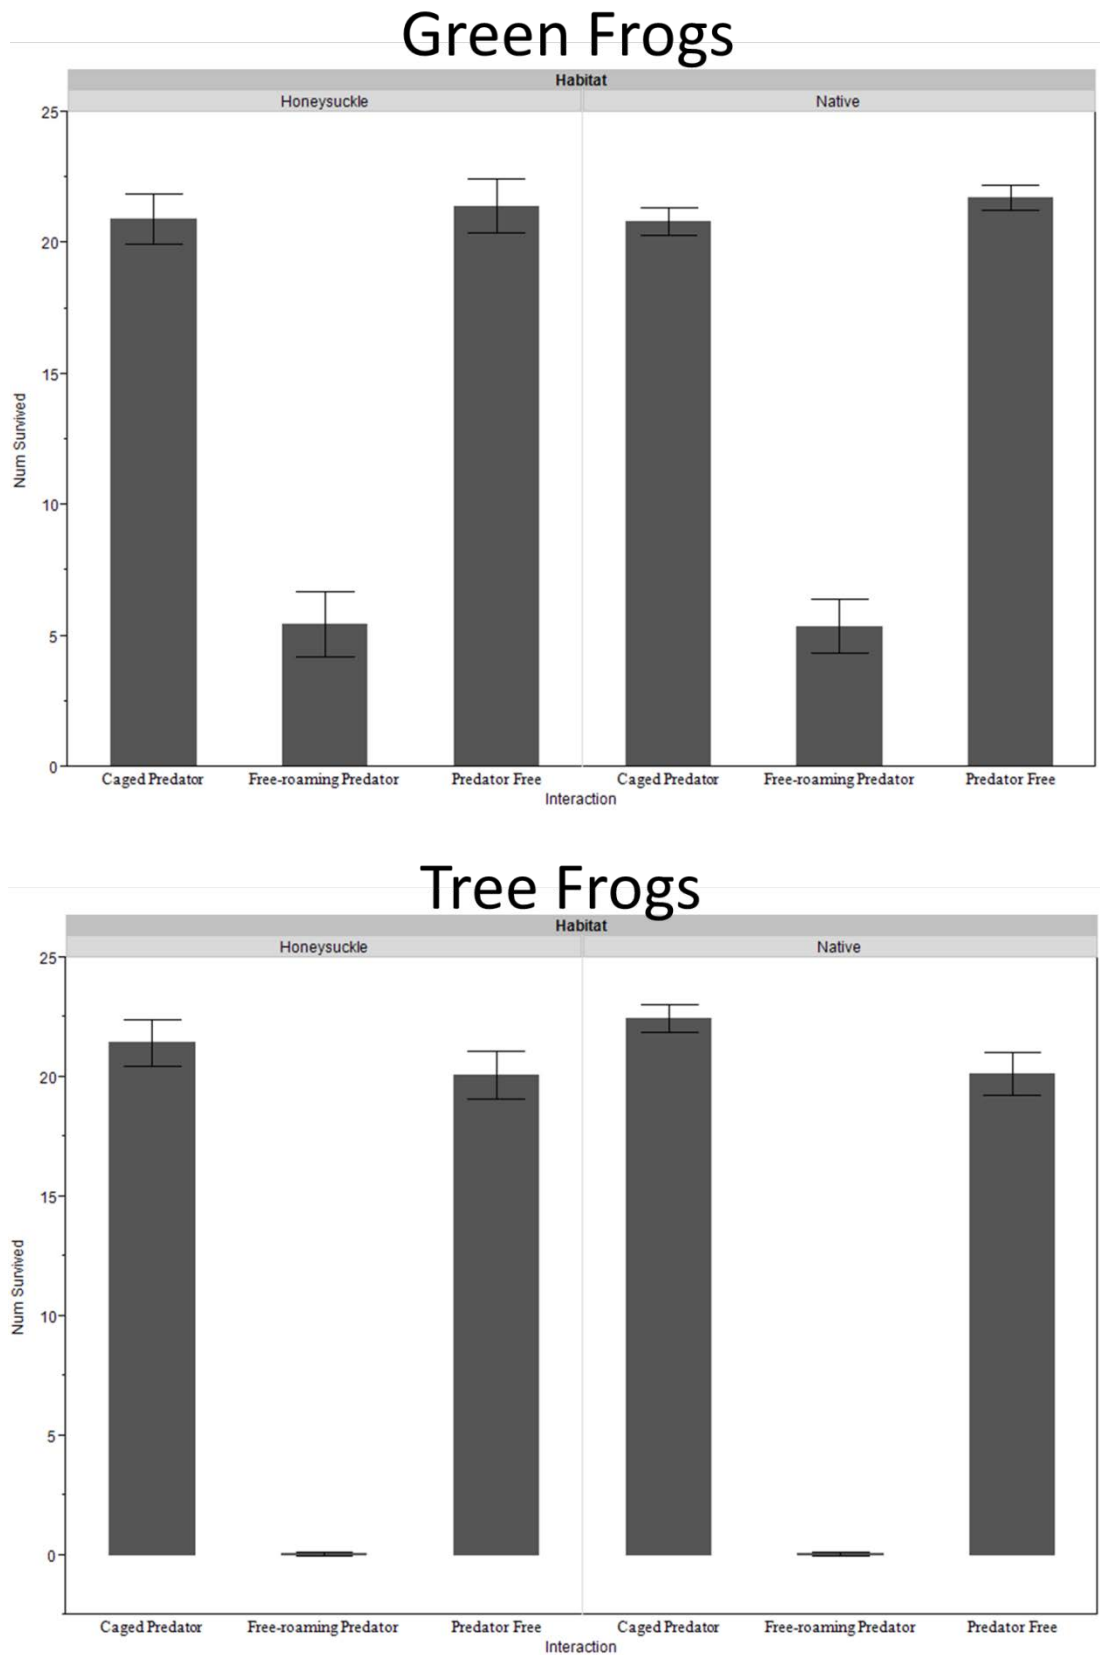 Green Frogs
Habitat
Honeysuckle Native
25
20
15
10
5
0
Num Survived
Caged Predator Free-roaming Predator Predator Free Caged Predator Free-roaming Predator Predator Free
Interaction
Tree Frogs
Habitat
Honeysuckle Native
25
20
15
10
5
0
Num Survived
Caged Predator Free-roaming Predator Predator Free Caged Predator Free-roaming Predator Predator Free
Interaction